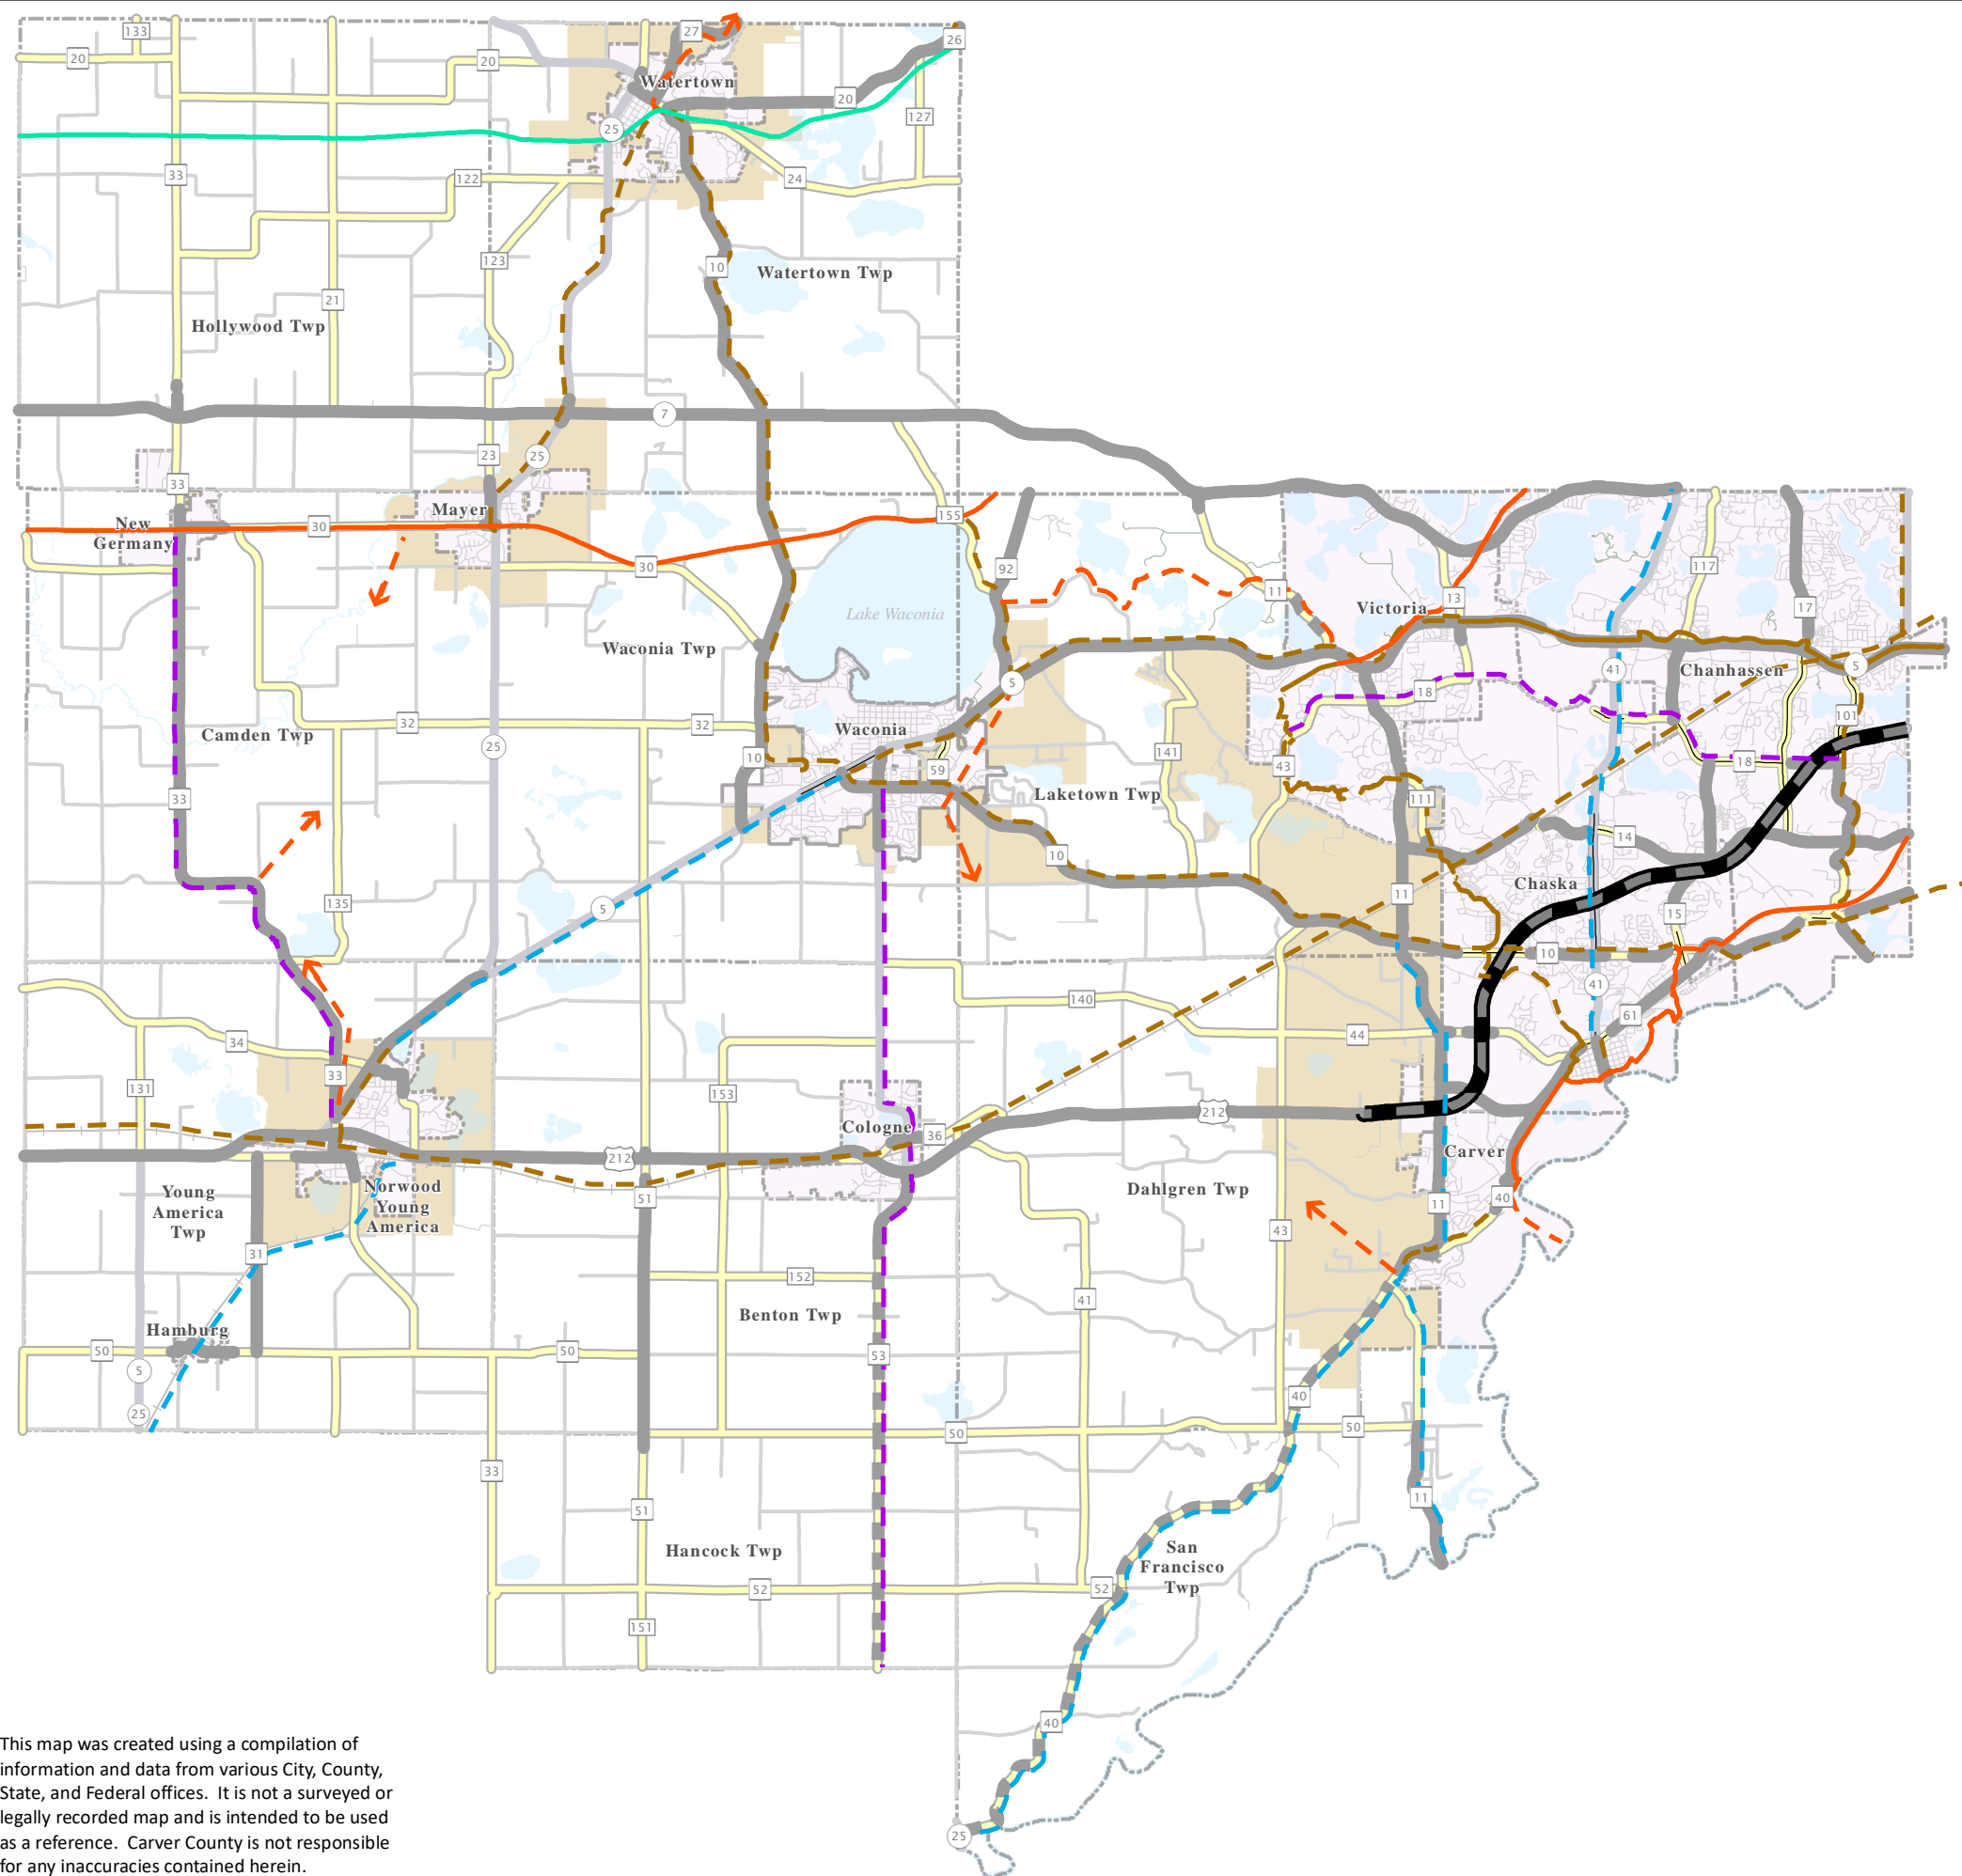 133
27
26
20
20
Watertown
20
127
25
33
122
24
123
10
Watertown Twp
21
Hollywood Twp
7
23
25
33
Mayer
155
New
Germany
30
30
92
117
11
13
17
Lake Waconia
Victoria
Waconia Twp
5
41
Chanhassen
5
18
101
32
32
Waconia
Camden Twp
25
10
59
141
43
18
33
Laketown Twp
111
14
10
Chaska
11
135
5
15
10
41
140
61
34
44
33
131
153
212
Cologne
36
212
Carver
Young
America
Twp
Norwood
Young
America
51
Dahlgren Twp
11
40
43
31
152
41
Benton Twp
Hamburg
50
50
53
5
40
25
50
50
33
11
51
Hancock Twp
San
Francisco
Twp
52
52
151
40
25
This map was created using a compilation of
information and data from various City, County,
State, and Federal offices.  It is not a surveyed or
legally recorded map and is intended to be used
as a reference.  Carver County is not responsible
for any inaccuracies contained herein.